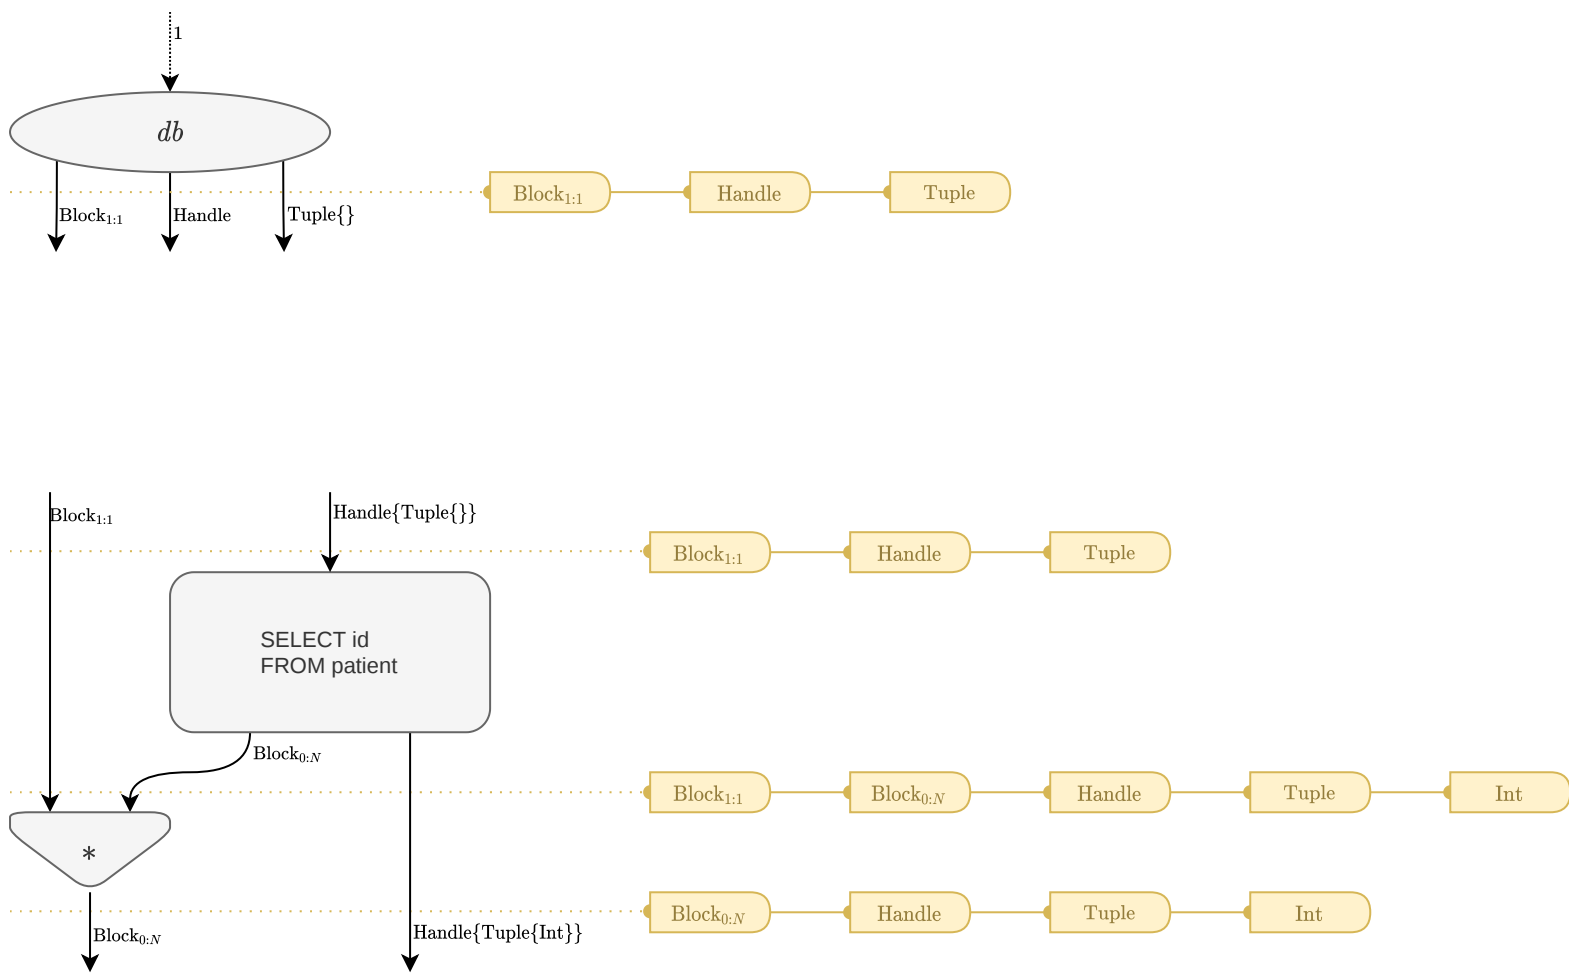 1
db
Block1:1 Handle Tuple
Block1:1 Handle Tuple{}
Block1:1 Handle{Tuple{}}
Block1:1 Handle Tuple
SELECT id
FROM patient
Block0:N
Block1:1 Block0:N Handle Tuple Int
*
Block0:N Handle Tuple Int
Block0:N Handle{Tuple{Int}}